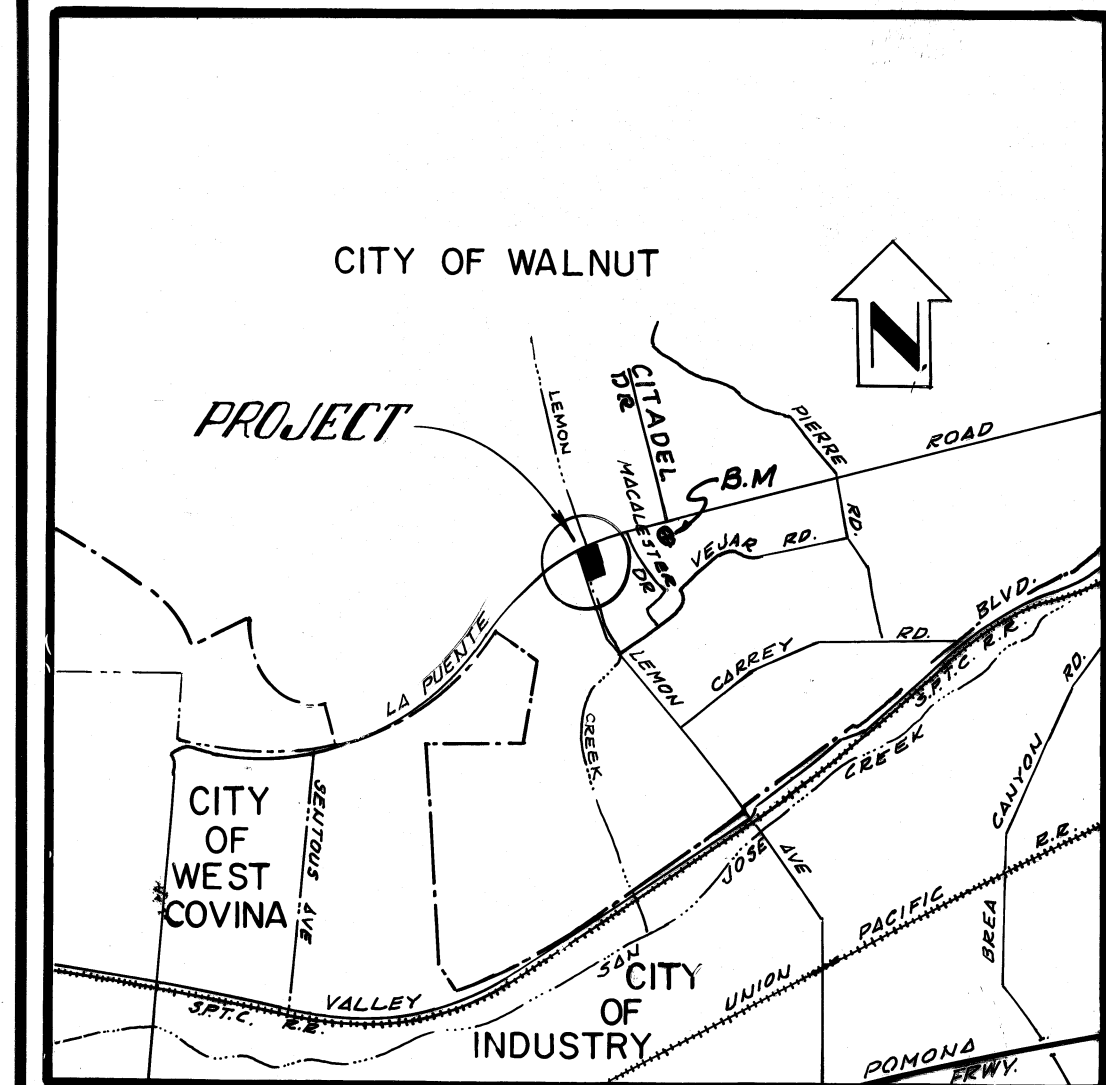 CITY OF WALNUT
N
PROJECT
LEMON
CITADEL
DR
MACALESTER
DR
B.M
PIERRE
RD.
ROAD
VEJAR RD.
LA PUENTE
LEMON
AVE
CARREY RD.
BLVD.
S.P.T.C. R.R.
CREEK
CREEK
JOSE
SAN
CITY
OF
WEST
COVINA
SENTOUS AVE
VALLEY
S.P.T.C. R.R.
CITY
OF
INDUSTRY
UNION PACIFIC R.R.
BREA CANYON RD.
POMONA
FRWY.